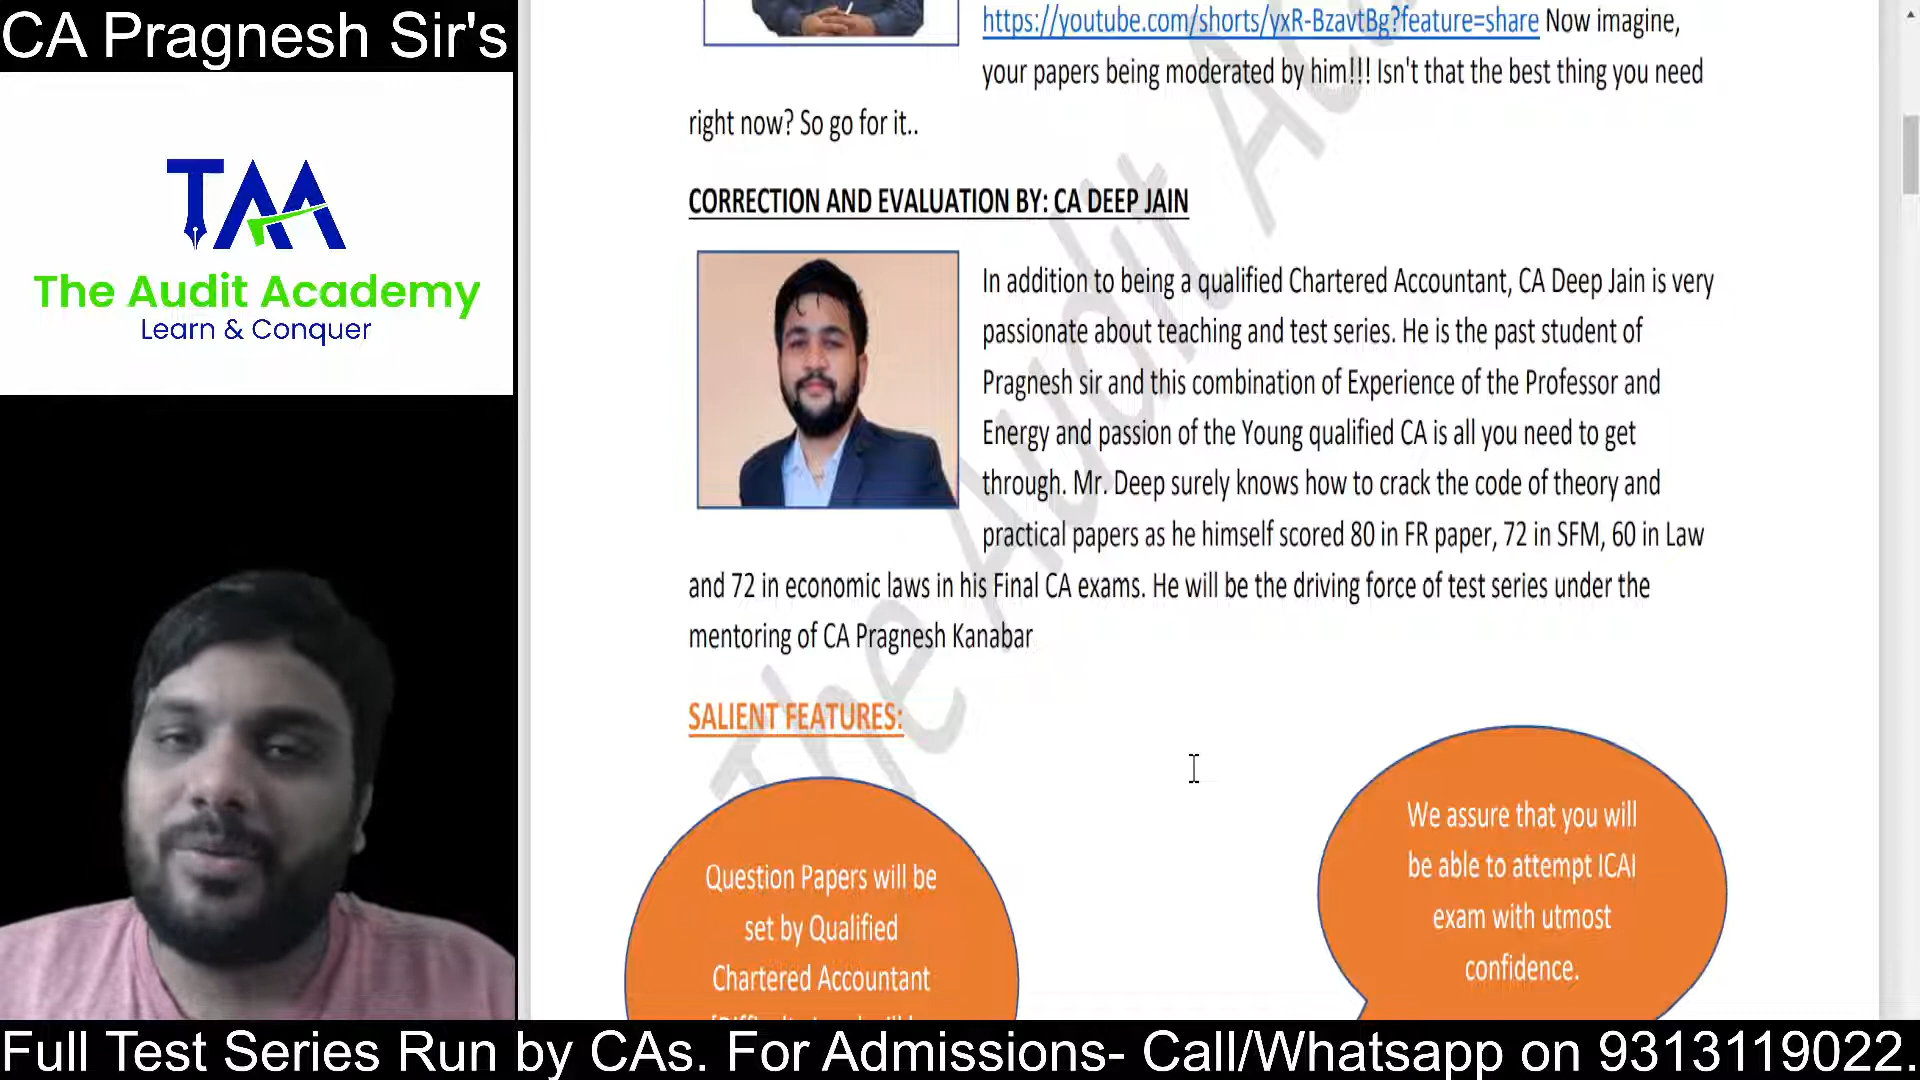 CA Pragnesh Sir's
TAA
The Audit Academy
Learn & Conquer
https://youtube.com/shorts/yxR-BzavtBg?feature=share Now imagine,
your papers being moderated by him!!! Isn't that the best thing you need
right now? So go for it..
CORRECTION AND EVALUATION BY: CA DEEP JAIN
In addition to being a qualified Chartered Accountant, CA Deep Jain is very
passionate about teaching and test series. He is the past student of
Pragnesh sir and this combination of Experience of the Professor and
Energy and passion of the Young qualified CA is all you need to get
through. Mr. Deep surely knows how to crack the code of theory and
practical papers as he himself scored 80 in FR paper, 72 in SFM, 60 in Law
and 72 in economic laws in his Final CA exams. He will be the driving force of test series under the
mentoring of CA Pragnesh Kanabar
The Audit Aca
SALIENT FEATURES:
Question Papers will be
set by Qualified
Chartered Accountant
We assure that you will
be able to attempt ICAI
exam with utmost
confidence.
Full Test Series Run by CAs. For Admissions- Call/Whatsapp on 9313119022.